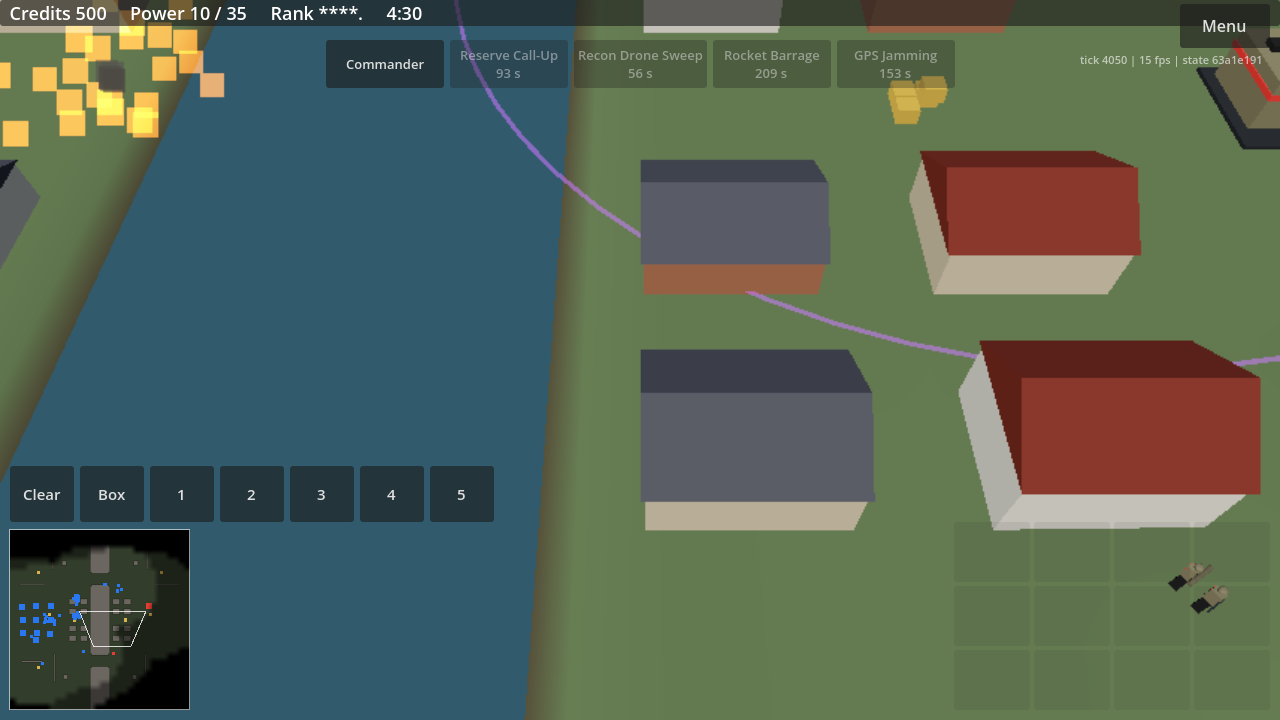 Credits 500 Power 10 / 35 Rank ****. 4:30
Menu
Commander
Reserve Call-Up
93 s
Recon Drone Sweep
56 s
Rocket Barrage
209 s
GPS Jamming
153 s
tick 4050 | 15 fps | state 63a1e191
Clear
Box
1
2
3
4
5